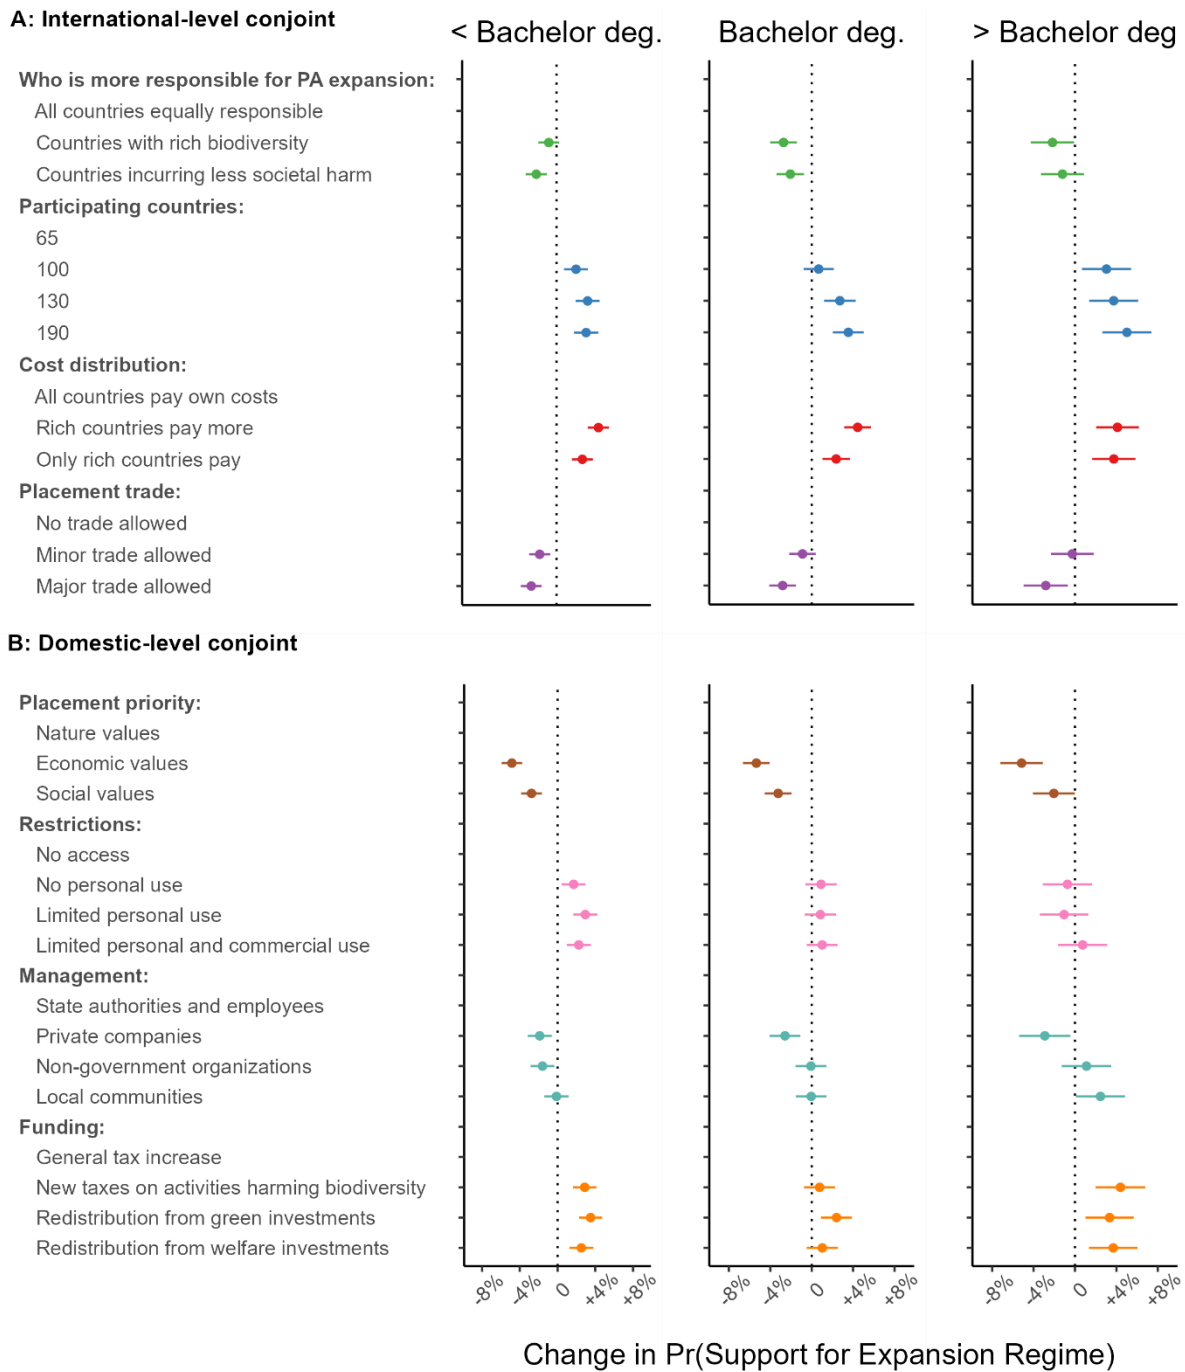 A: International-level conjoint
< Bachelor deg.
Bachelor deg.
> Bachelor deg
Who is more responsible for PA expansion:
All countries equally responsible
Countries with rich biodiversity
Countries incurring less societal harm
Participating countries:
65
100
130
190
Cost distribution:
All countries pay own costs
Rich countries pay more
Only rich countries pay
Placement trade:
No trade allowed
Minor trade allowed
Major trade allowed
B: Domestic-level conjoint
Placement priority:
Nature values
Economic values
Social values
Restrictions:
No access
No personal use
Limited personal use
Limited personal and commercial use
Management:
State authorities and employees
Private companies
Non-government organizations
Local communities
Funding:
General tax increase
New taxes on activities harming biodiversity
Redistribution from green investments
Redistribution from welfare investments
-8% -4% 0 +4% +8%
-8% -4% 0 +4% +8%
-8% -4% 0 +4% +8%
Change in Pr(Support for Expansion Regime)